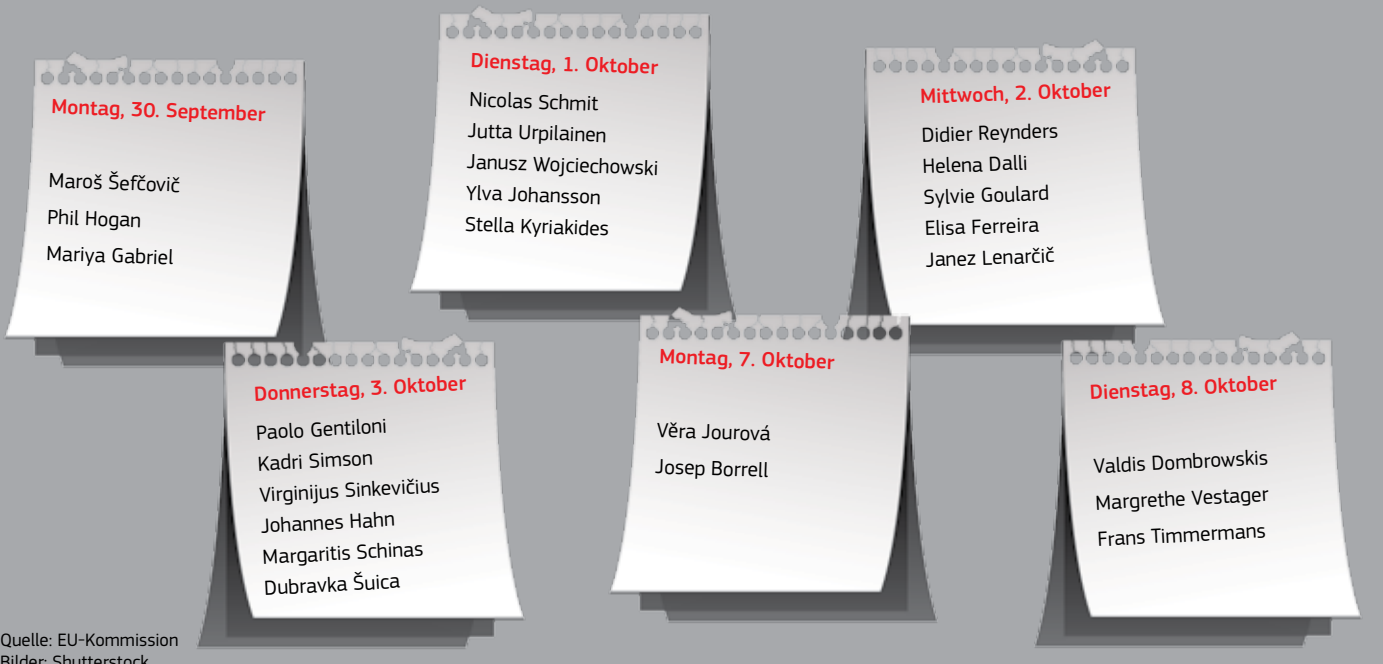 Montag, 30. September
Maroš Šefčovič
Phil Hogan
Mariya Gabriel
Dienstag, 1. Oktober
Nicolas Schmit
Jutta Urpilainen
Janusz Wojciechowski
Ylva Johansson
Stella Kyriakides
Mittwoch, 2. Oktober
Didier Reynders
Helena Dalli
Sylvie Goulard
Elisa Ferreira
Janez Lenarčič
Donnerstag, 3. Oktober
Paolo Gentiloni
Kadri Simson
Virginijus Sinkevičius
Johannes Hahn
Margaritis Schinas
Dubravka Šuica
Montag, 7. Oktober
Věra Jourová
Josep Borrell
Dienstag, 8. Oktober
Valdis Dombrowskis
Margrethe Vestager
Frans Timmermans
Quelle: EU-Kommission
Bilder: Shutterstock